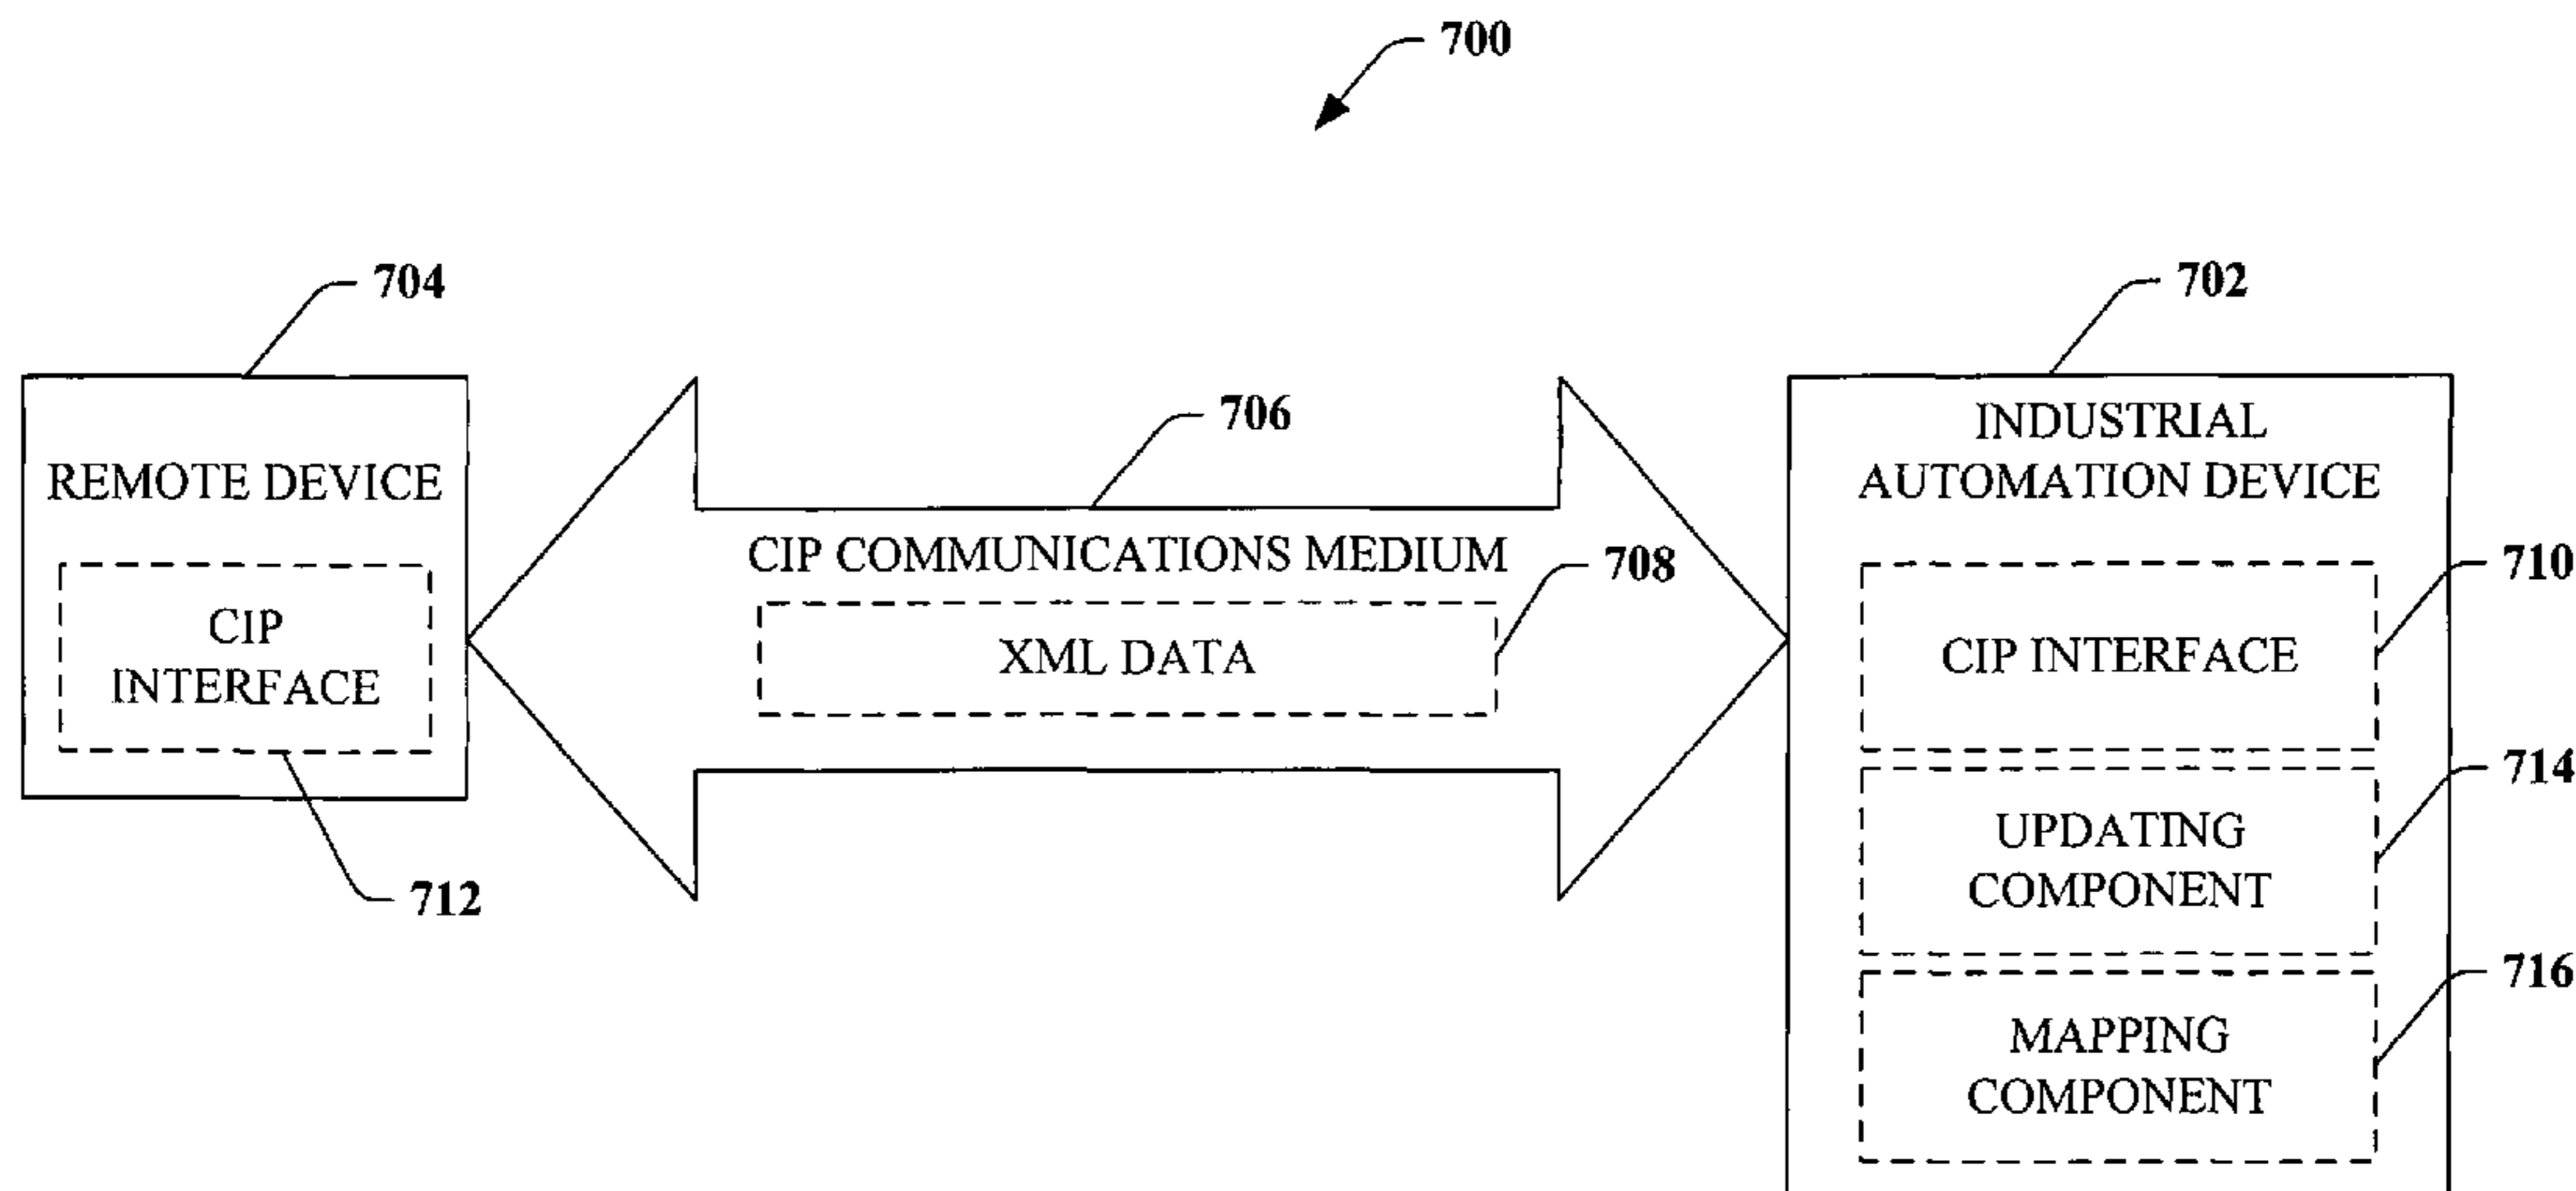 700
704
702
706
REMOTE DEVICE
CIP
INTERFACE
712
CIP COMMUNICATIONS MEDIUM
708
XML DATA
INDUSTRIAL
AUTOMATION DEVICE
710
CIP INTERFACE
714
UPDATING
COMPONENT
716
MAPPING
COMPONENT